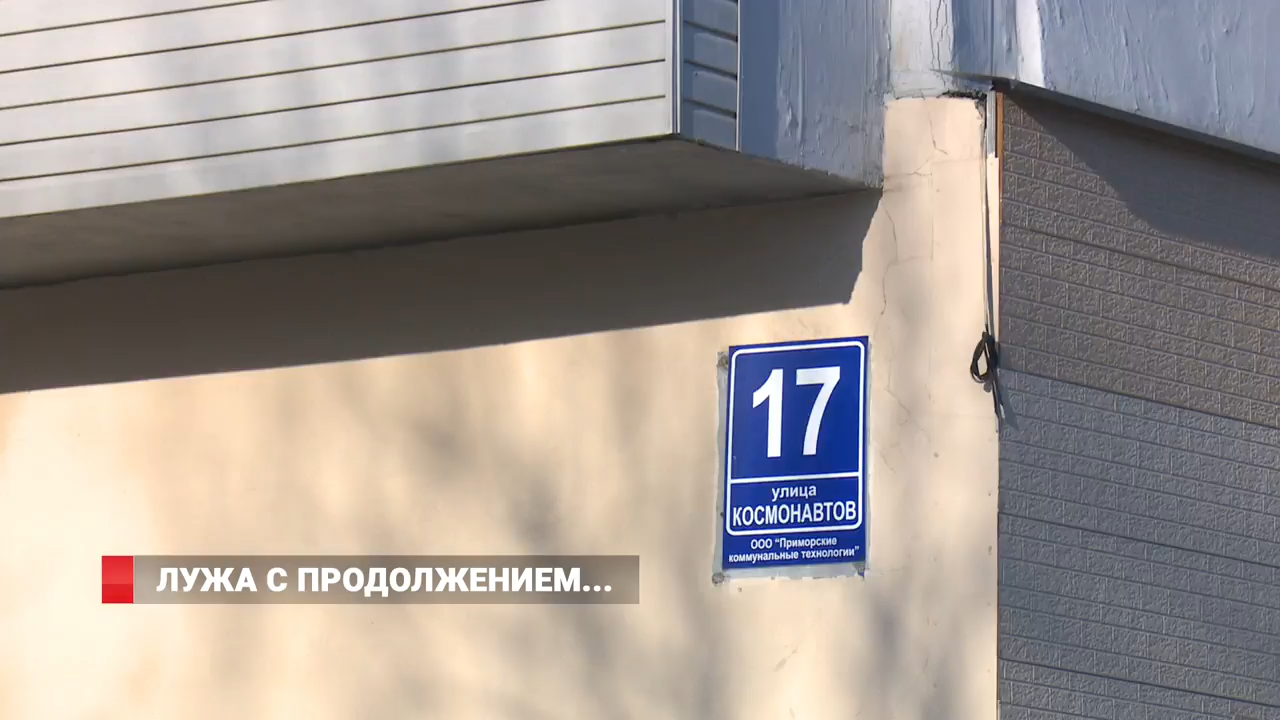 17
улица
КОСМОНАВТОВ
ООО "Приморские
коммунальные технологии"
ЛУЖА С ПРОДОЛЖЕНИЕМ...